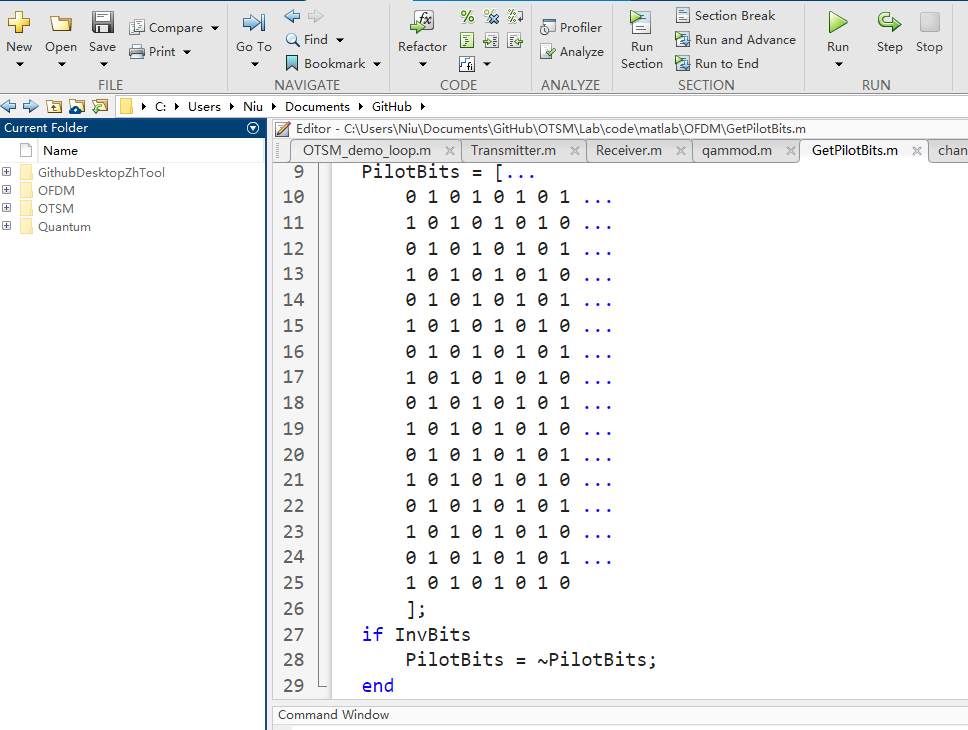 New Open Save Compare Print
Go To Find Bookmark
Refactor
Profiler
Analyze
Run Section
Section Break
Run and Advance
Run to End
Run Step Stop
FILE NAVIGATE CODE ANALYZE SECTION RUN
C: Users Niu Documents GitHub
Current Folder
Name
GithubDesktopZhTool
OFDM
OTSM
Quantum
Editor - C:\Users\Niu\Documents\GitHub\OTSM\Lab\code\matlab\OFDM\GetPilotBits.m
OTSM_demo_loop.m Transmitter.m Receiver.m qammod.m GetPilotBits.m chan
9 PilotBits = [...
10 0 1 0 1 0 1 0 1 ...
11 1 0 1 0 1 0 1 0 ...
12 0 1 0 1 0 1 0 1 ...
13 1 0 1 0 1 0 1 0 ...
14 0 1 0 1 0 1 0 1 ...
15 1 0 1 0 1 0 1 0 ...
16 0 1 0 1 0 1 0 1 ...
17 1 0 1 0 1 0 1 0 ...
18 0 1 0 1 0 1 0 1 ...
19 1 0 1 0 1 0 1 0 ...
20 0 1 0 1 0 1 0 1 ...
21 1 0 1 0 1 0 1 0 ...
22 0 1 0 1 0 1 0 1 ...
23 1 0 1 0 1 0 1 0 ...
24 0 1 0 1 0 1 0 1 ...
25 1 0 1 0 1 0 1 0
26 ];
27 if InvBits
28 PilotBits = ~PilotBits;
29 end
Command Window